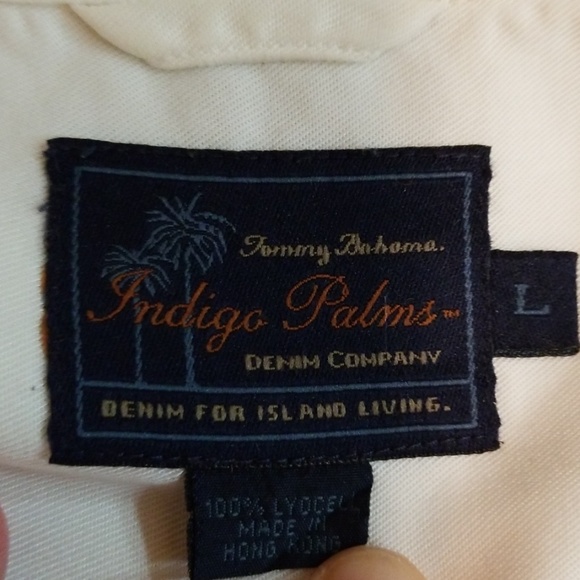 Tommy Bahama.
Indigo Palms™
DENIM COMPANY
DENIM FOR ISLAND LIVING.
L
100% LYOCELL
MADE IN
HONG KONG